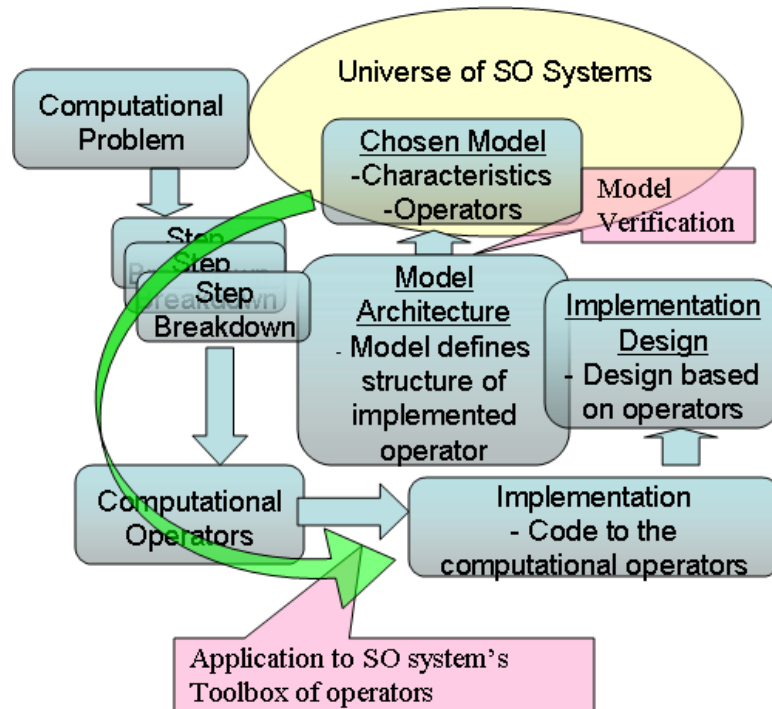 Universe of SO Systems
Computational
Problem
Chosen Model
-Characteristics
-Operators
Model
Verification
Step
Breakdown
Step
Breakdown
Step
Breakdown
Model
Architecture
- Model defines
structure of
implemented
operator
Implementation
Design
- Design based
on operators
Computational
Operators
Implementation
- Code to the
computational operators
Application to SO system's
Toolbox of operators